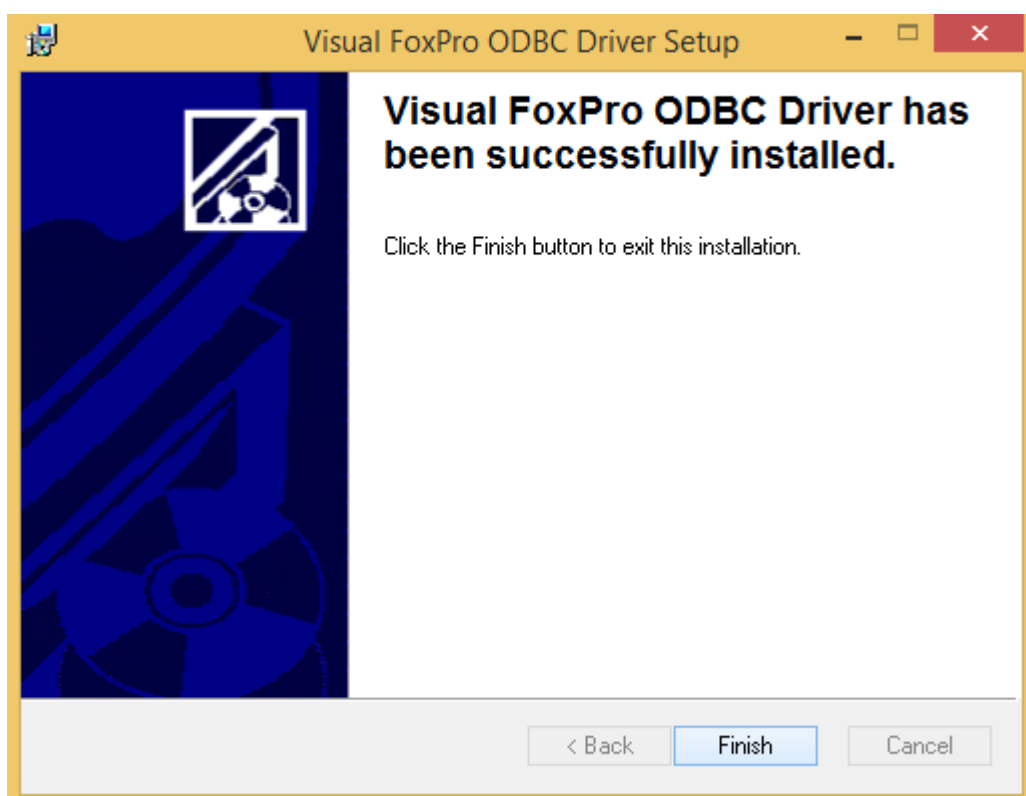 Visual FoxPro ODBC Driver Setup
Visual FoxPro ODBC Driver has
been successfully installed.
Click the Finish button to exit this installation.
< Back Finish Cancel